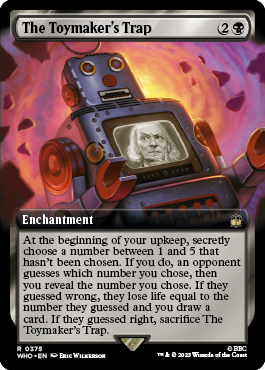 The Toymaker's Trap 2
Enchantment
At the beginning of your upkeep, secretly
choose a number between 1 and 5 that
hasn't been chosen. If you do, an opponent
guesses which number you chose, then
you reveal the number you chose. If they
guessed wrong, they lose life equal to the
number they guessed and you draw a
card. If they guessed right, sacrifice The
Toymaker's Trap.
R 0375 © BBC
WHO • EN Eric Wilkerson ™ & © 2023 Wizards of the Coast